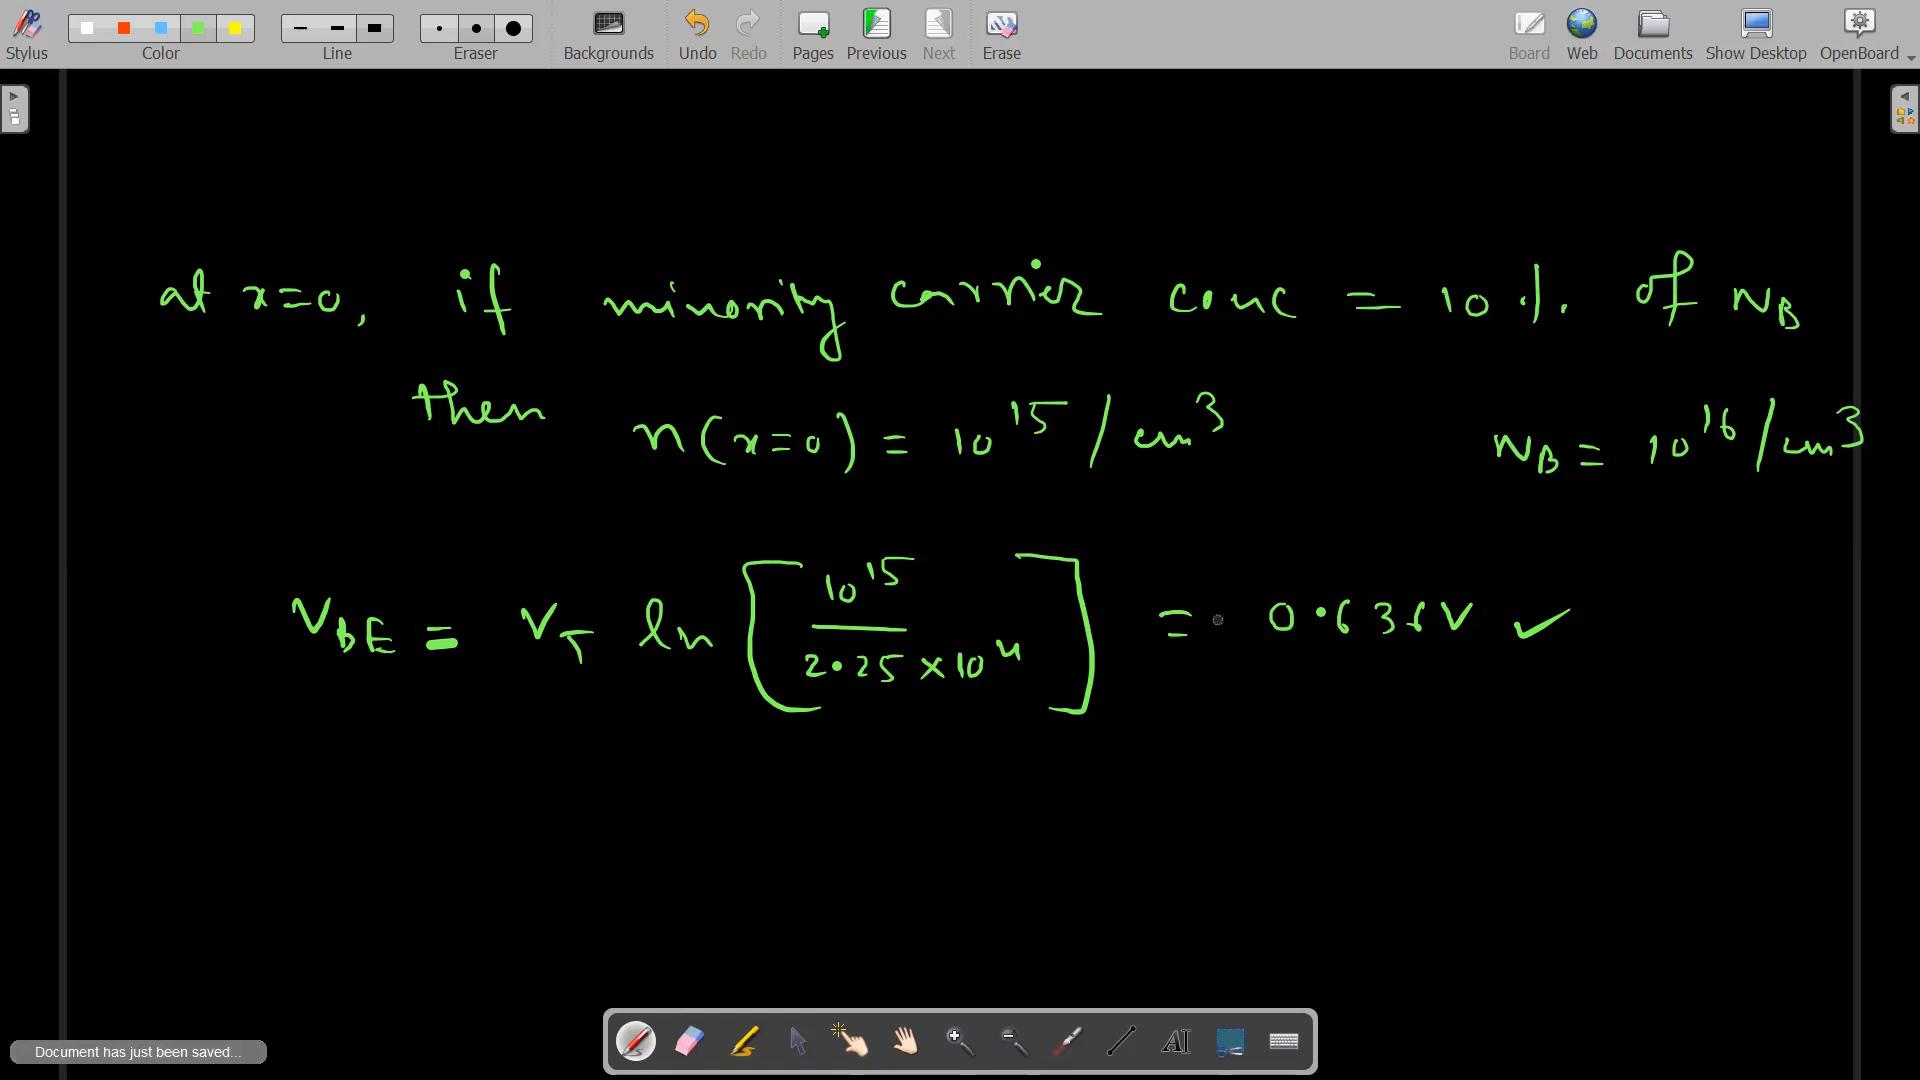 Stylus Color Line Eraser Backgrounds Undo Redo Pages Previous Next Erase Board Web Documents Show Desktop OpenBoard
at x=0, if minority carrier conc = 10 % of NB
then n(x=0) = 10^15 / cm^3 NB = 10^16 / cm^3
VBE = VT ln [ 10^15 / 2.25 × 10^4 ] = 0.636 V ✓
Document has just been saved...